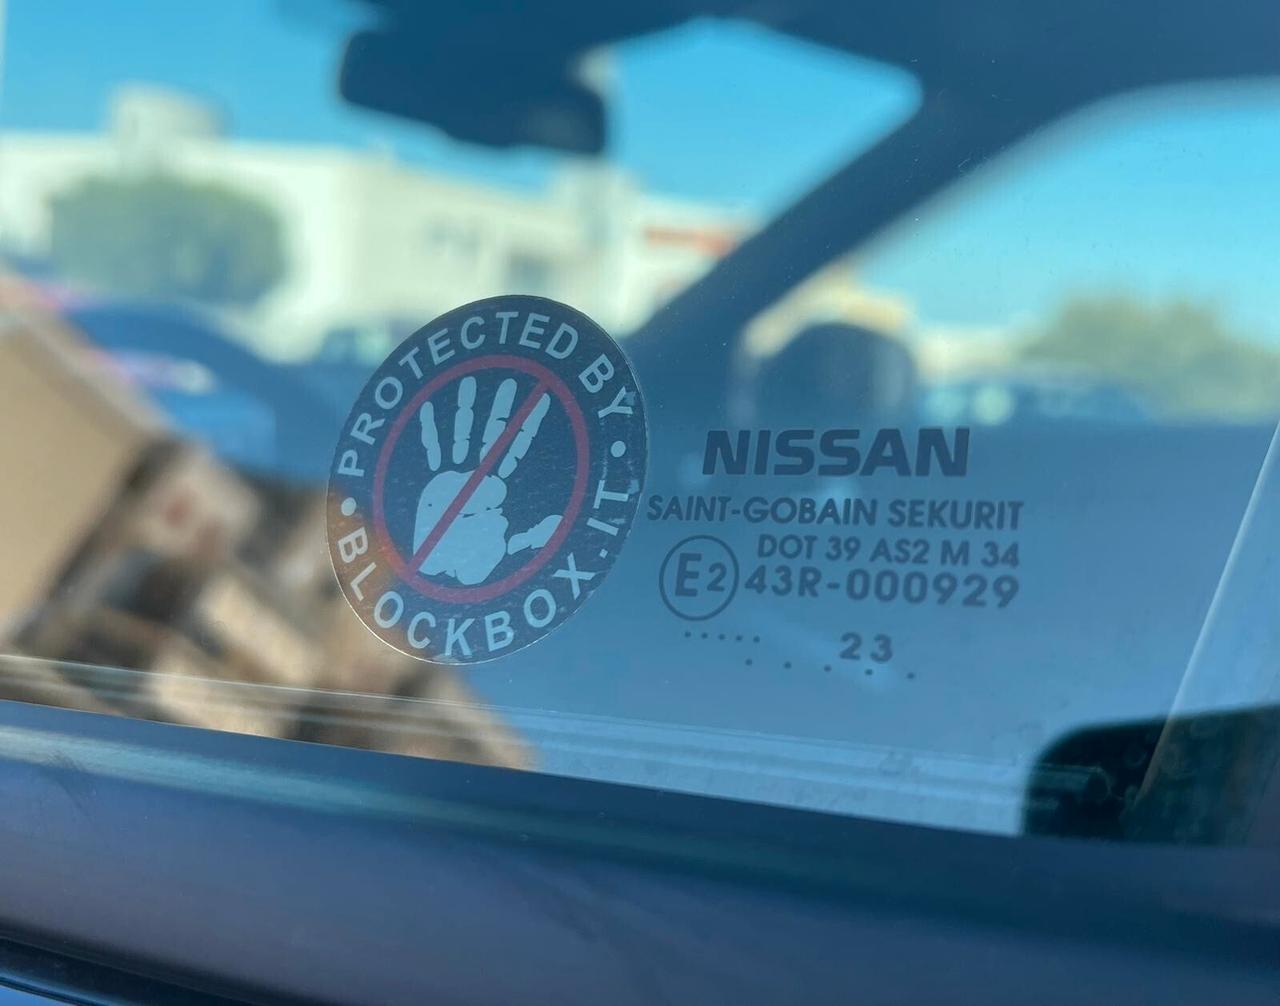 PROTECTED BY
• BLOCKBOX.IT •
NISSAN
SAINT-GOBAIN SEKURIT
DOT 39 AS2 M 34
E2 43R-000929
23